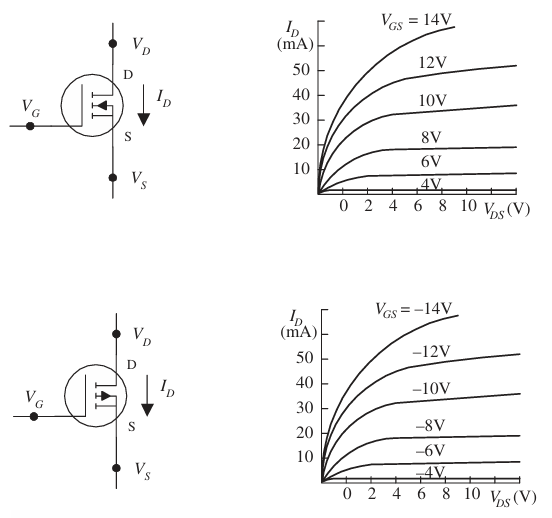 V_D
D
I_D
V_G
S
V_S
I_D
(mA)
V_GS = 14V
12V
50
10V
40
30
8V
20
6V
10
4V
0 2 4 6 8 10 V_DS (V)
V_D
D
I_D
V_G
S
V_S
I_D
(mA)
V_GS = –14V
–12V
50
–10V
40
30
–8V
20
–6V
10
–4V
0 2 4 6 8 10 V_DS (V)